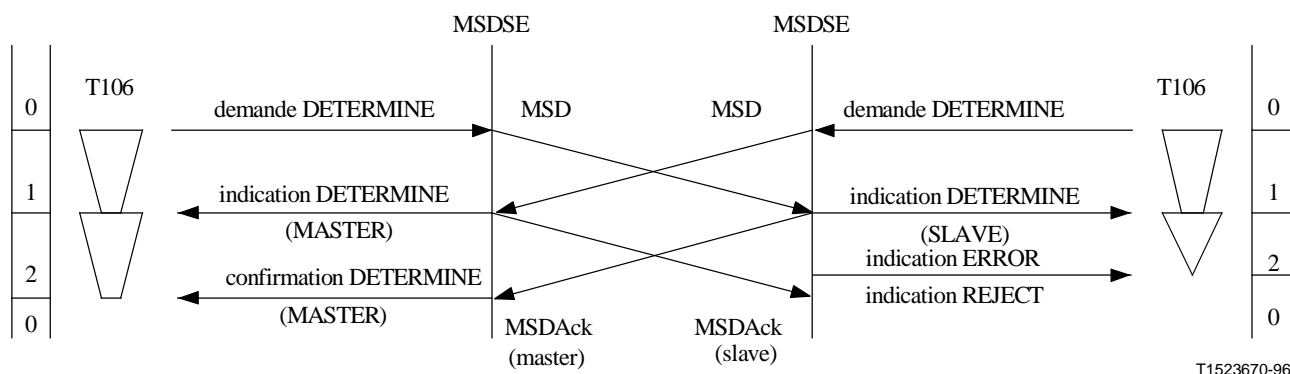 MSDSE MSDSE
T106 T106
0 demande DETERMINE MSD MSD demande DETERMINE 0
1 indication DETERMINE indication DETERMINE 1
(MASTER) (SLAVE)
2 confirmation DETERMINE indication ERROR 2
(MASTER) indication REJECT
0 MSDAck MSDAck 0
(master) (slave)
T1523670-96